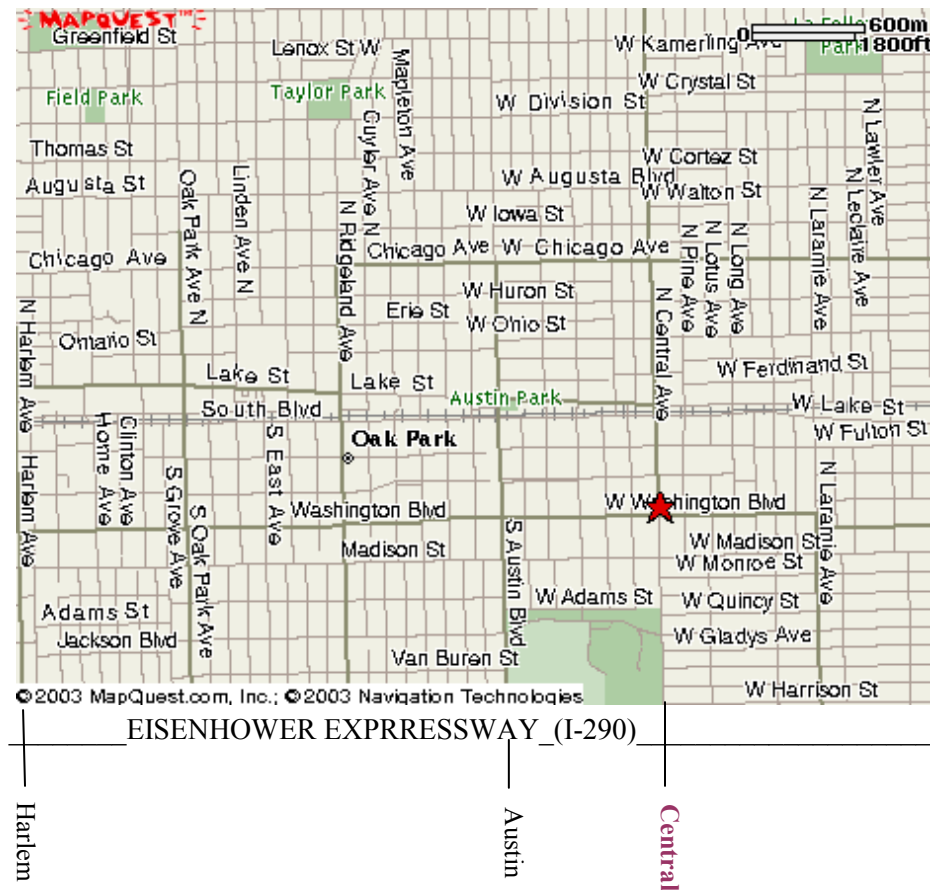 MAPQUEST
Greenfield St
Lenox St W
Mapleton Ave
W Kamerling Ave
0
600m
1800ft
La Follette
Park
W Crystal St
Field Park
Taylor Park
W Division St
N Lawler Ave
Cuyler Ave N
Thomas St
W Cortez St
Augusta St
Oak Park Ave N
Linden Ave N
W Augusta Blvd
W Walton St
N Leclaire Ave
N Laramie Ave
W Iowa St
N Ridgeland Ave
N Pine Ave
N Lotus Ave
N Long Ave
Chicago Ave
Chicago Ave
W Chicago Ave
W Huron St
N Harlem Ave
Erie St
W Ohio St
N Central Ave
Ontario St
W Ferdinand St
Lake St
Lake St
Austin Park
South Blvd
W Lake St
Home Ave
Clinton Ave
S East Ave
Oak Park
W Fulton St
Harlem Ave
S Grove Ave
N Laramie Ave
W Washington Blvd
Washington Blvd
S Oak Park Ave
S Austin Blvd
Madison St
W Madison St
W Monroe St
Adams St
W Adams St
W Quincy St
Jackson Blvd
W Gladys Ave
Van Buren St
W Harrison St
©2003 MapQuest.com, Inc.; ©2003 Navigation Technologies
EISENHOWER EXPRRESSWAY_(I-290)
Harlem
Austin
Central